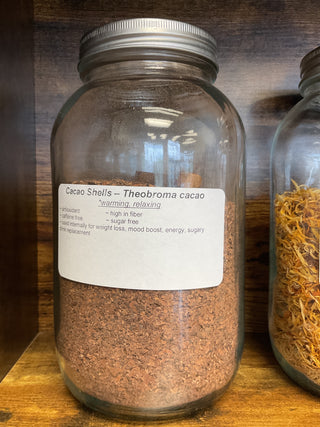 Cacao Shells – Theobroma cacao
*warming, relaxing
~ antioxidant ~ high in fiber
~ caffeine free ~ sugar free
used internally for weight loss, mood boost, energy, sugary
drink replacement